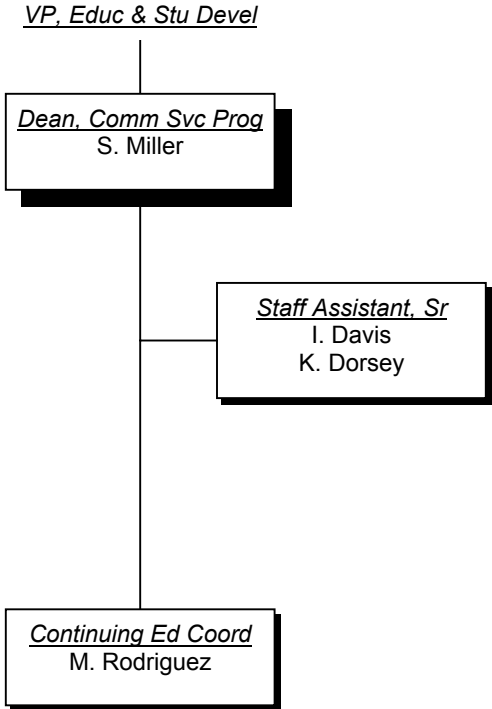 VP, Educ & Stu Devel
Dean, Comm Svc Prog
S. Miller
Staff Assistant, Sr
I. Davis
K. Dorsey
Continuing Ed Coord
M. Rodriguez